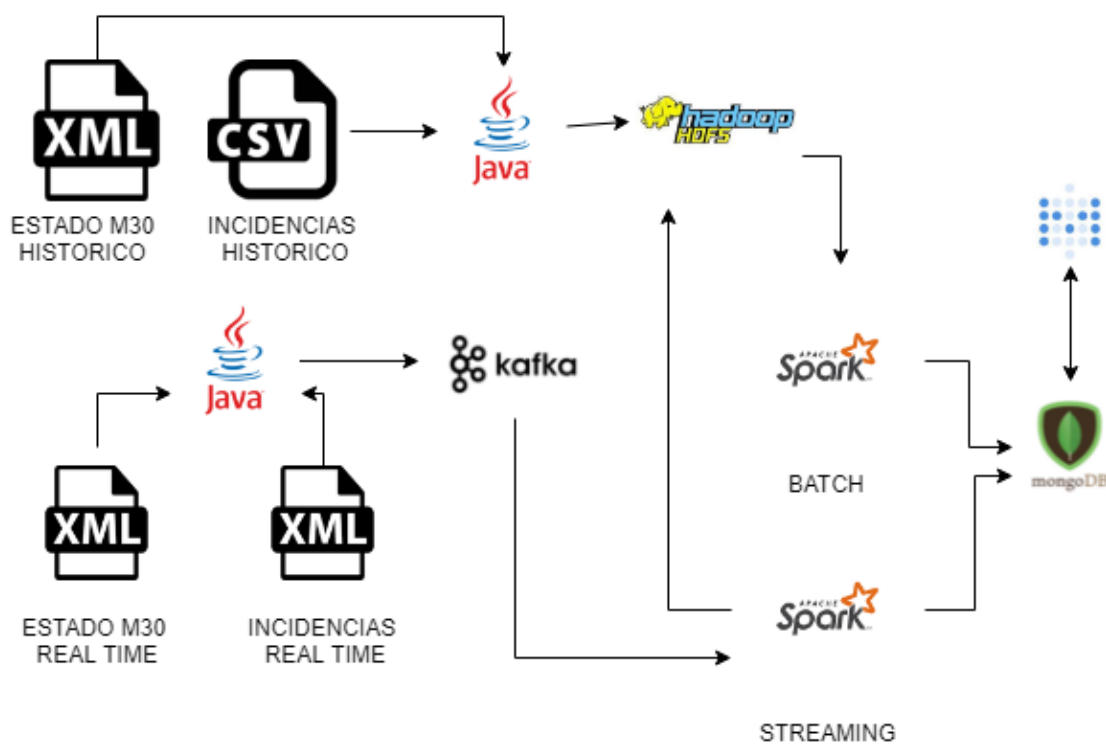 XML
CSV
Java
hadoop
HDFS
ESTADO M30
HISTORICO
INCIDENCIAS
HISTORICO
Java
kafka
APACHE
Spark
mongoDB
BATCH
XML
XML
APACHE
Spark
ESTADO M30
REAL TIME
INCIDENCIAS
REAL TIME
STREAMING